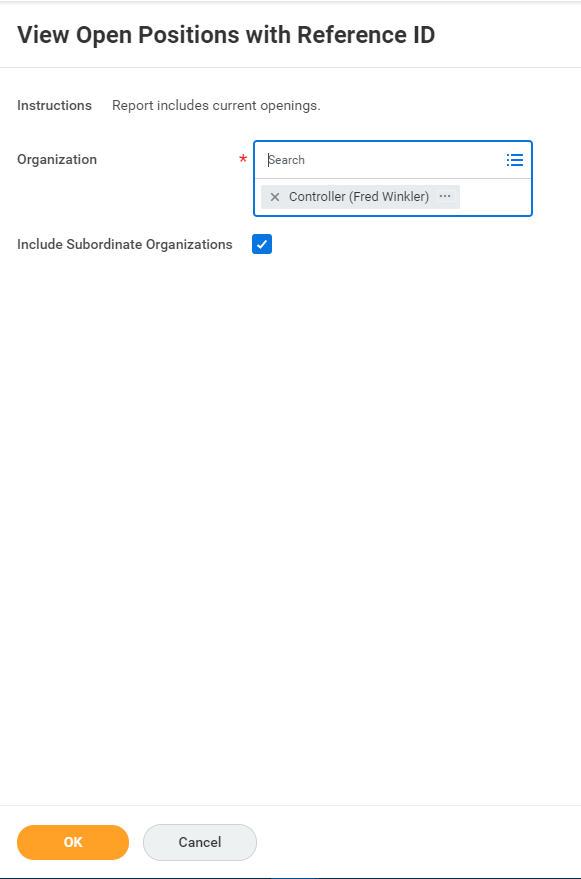 View Open Positions with Reference ID
Instructions Report includes current openings.
Organization * Search
× Controller (Fred Winkler) ...
Include Subordinate Organizations
OK Cancel